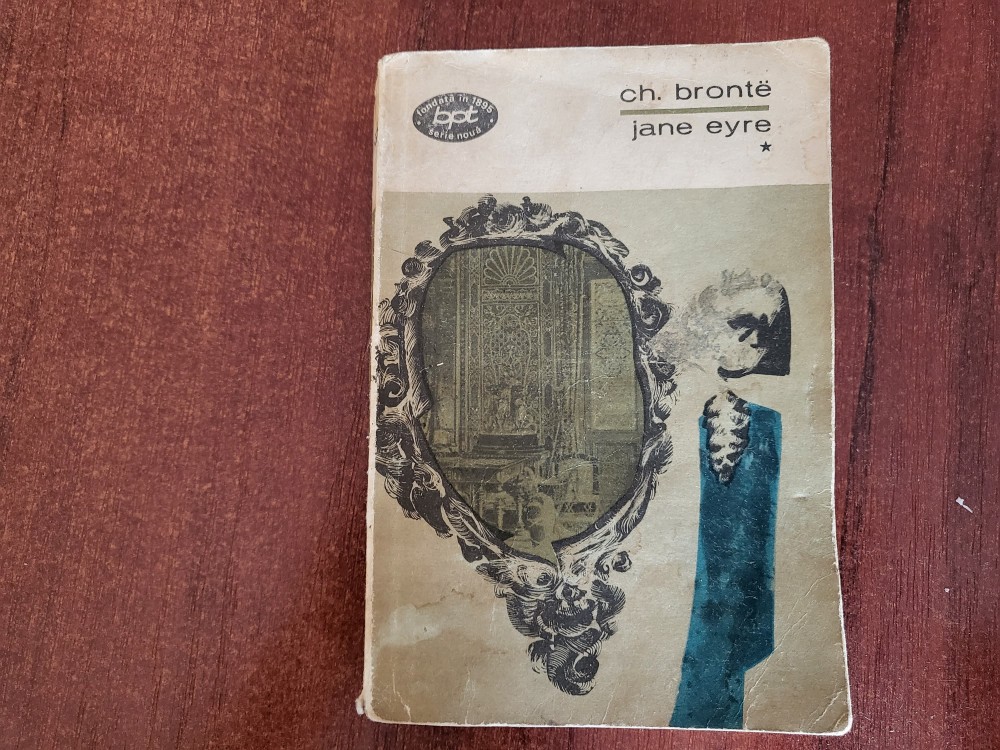 fondată în 1895
bpt
serie nouă
ch. brontë
jane eyre
*